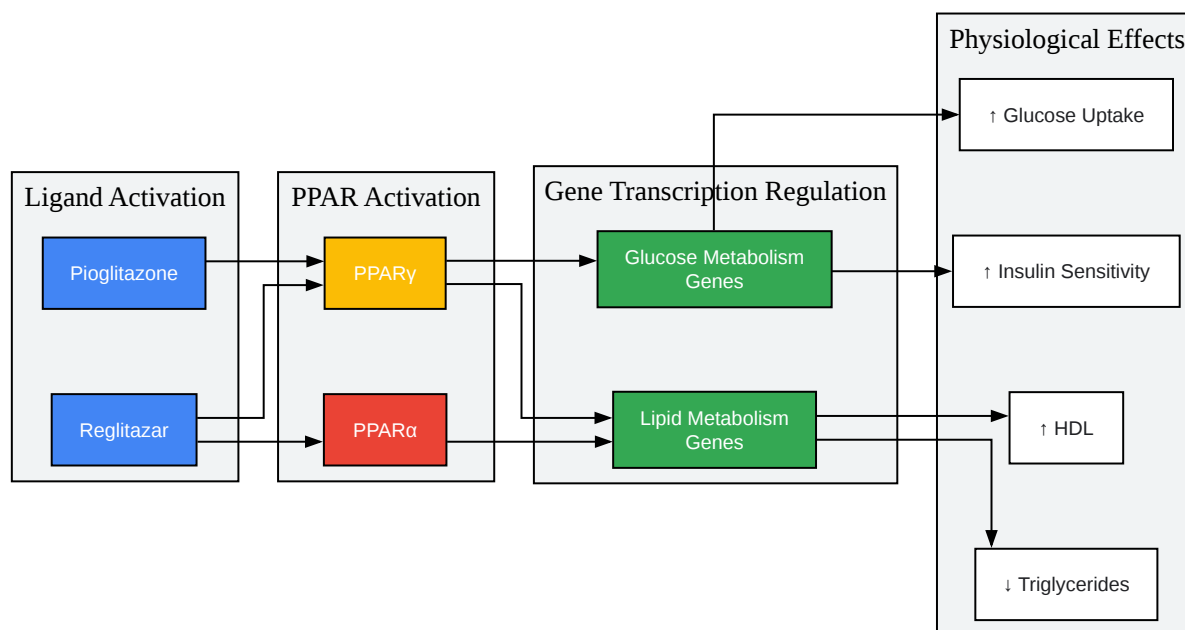 Physiological Effects
↑ Glucose Uptake
Ligand Activation
PPAR Activation
Gene Transcription Regulation
Pioglitazone
PPARγ
Glucose Metabolism
Genes
↑ Insulin Sensitivity
Reglitazar
PPARα
Lipid Metabolism
Genes
↑ HDL
↓ Triglycerides